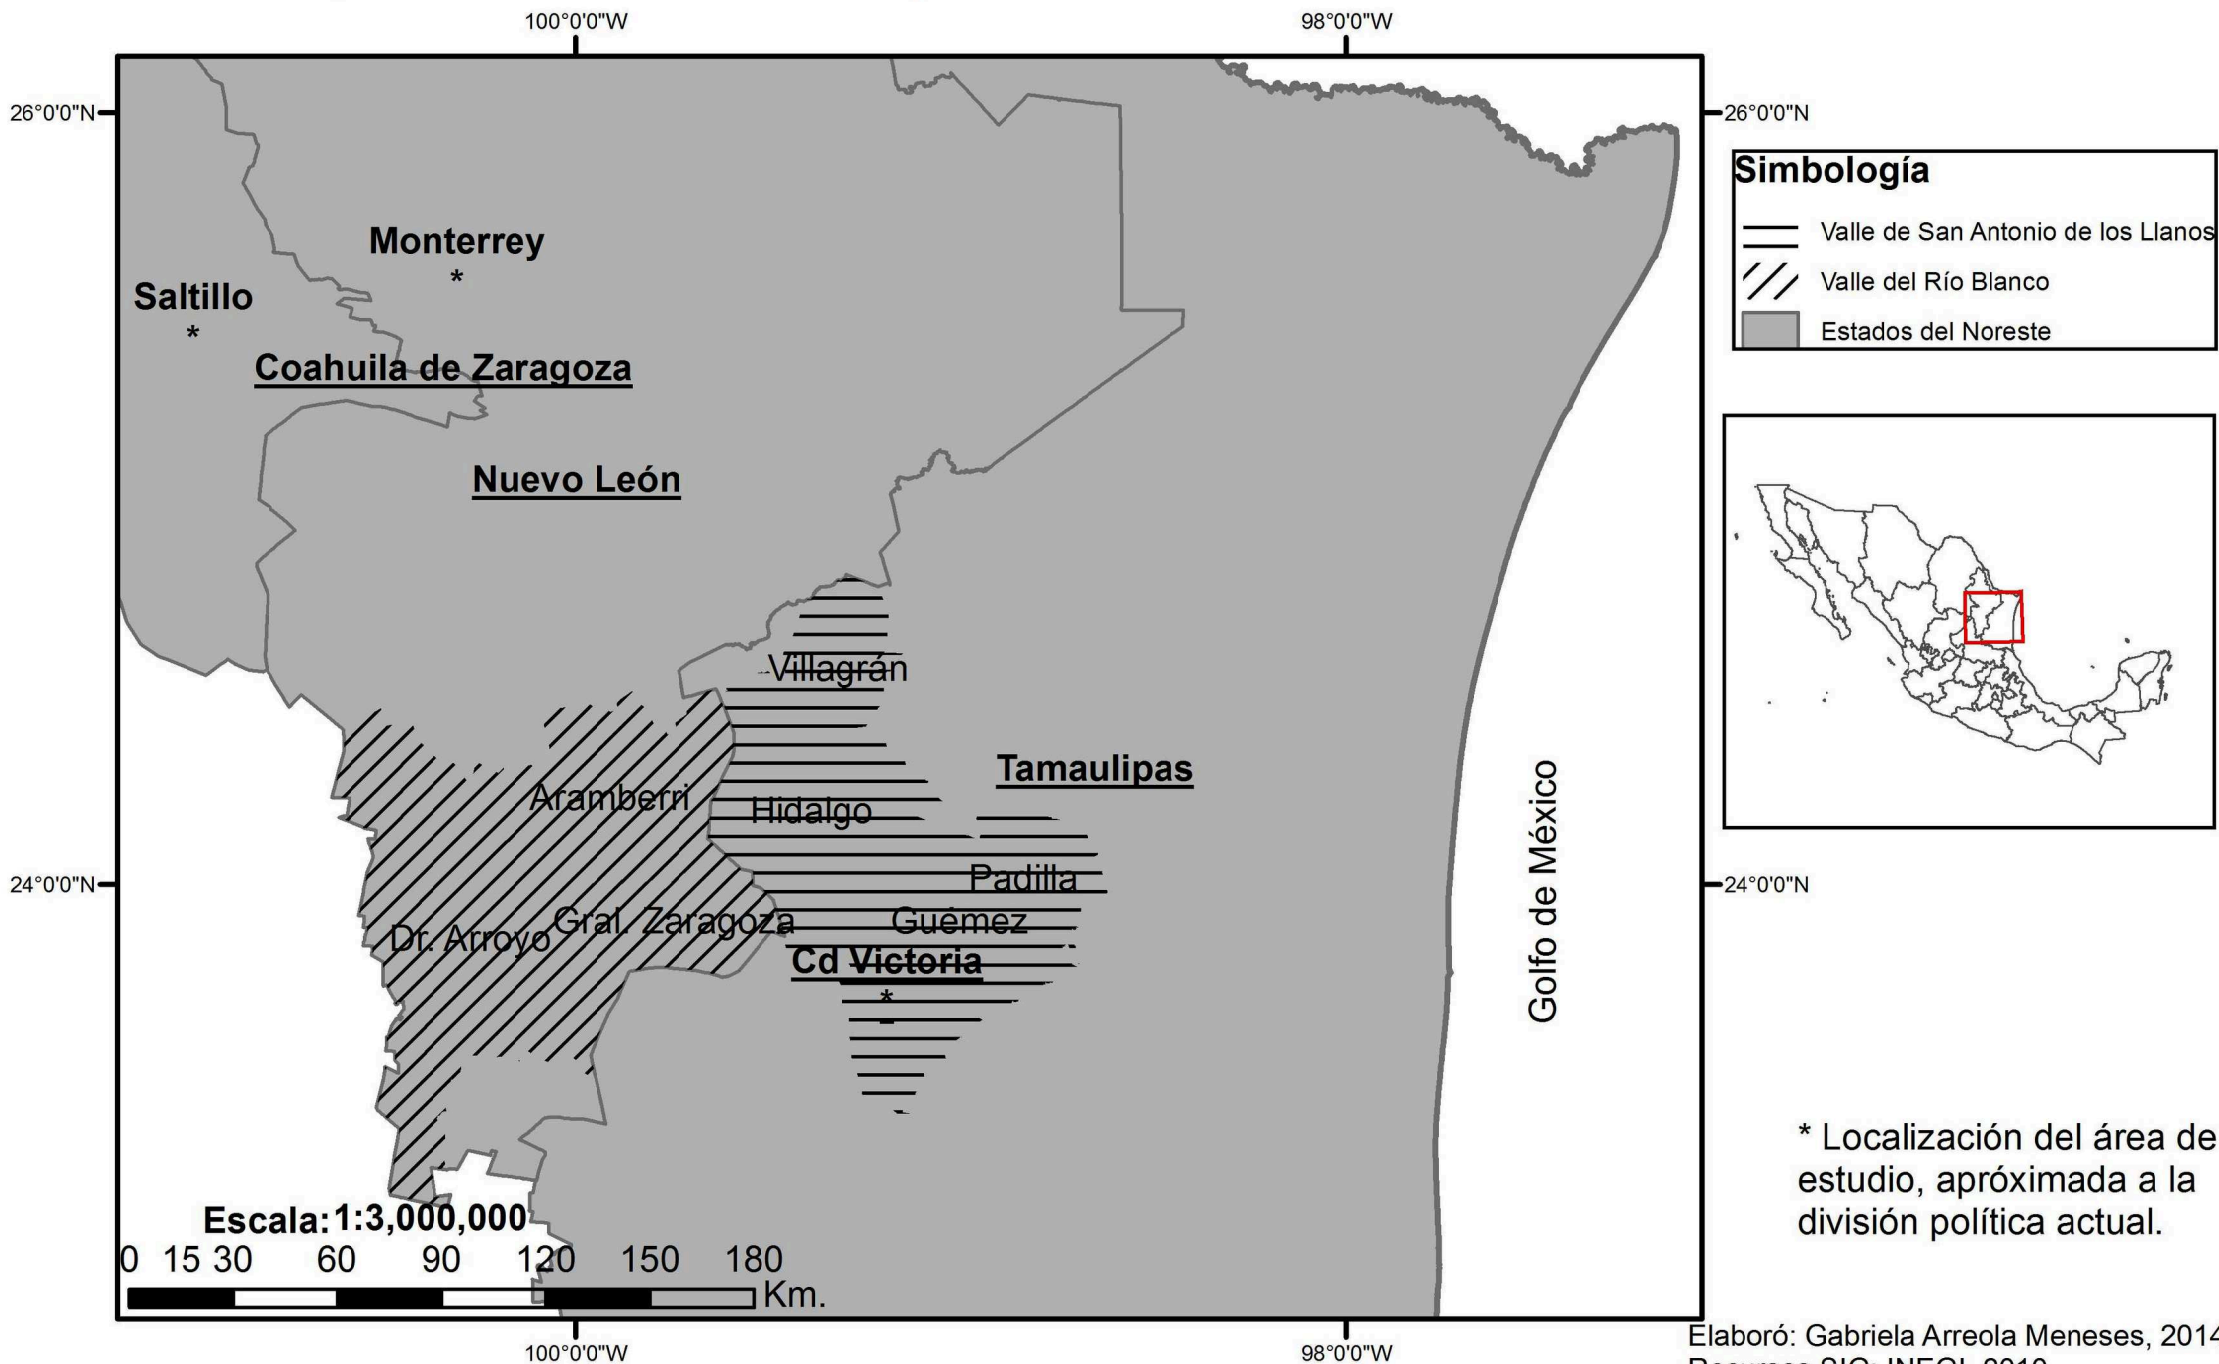 100°0'0"W
98°0'0"W
26°0'0"N
26°0'0"N
Simbología
Valle de San Antonio de los Llanos
Valle del Río Blanco
Estados del Noreste
Monterrey
*
Saltillo
*
Coahuila de Zaragoza
Nuevo León
Villagrán
Tamaulipas
Aramberri
Hidalgo
Padilla
24°0'0"N
24°0'0"N
Gral. Zaragoza
Guémez
Dr. Arroyo
Cd Victoria
*
Golfo de México
* Localización del área de
estudio, apróximada a la
división política actual.
Escala:1:3,000,000
0 15 30 60 90 120 150 180
Km.
100°0'0"W
98°0'0"W
Elaboró: Gabriela Arreola Meneses, 2014